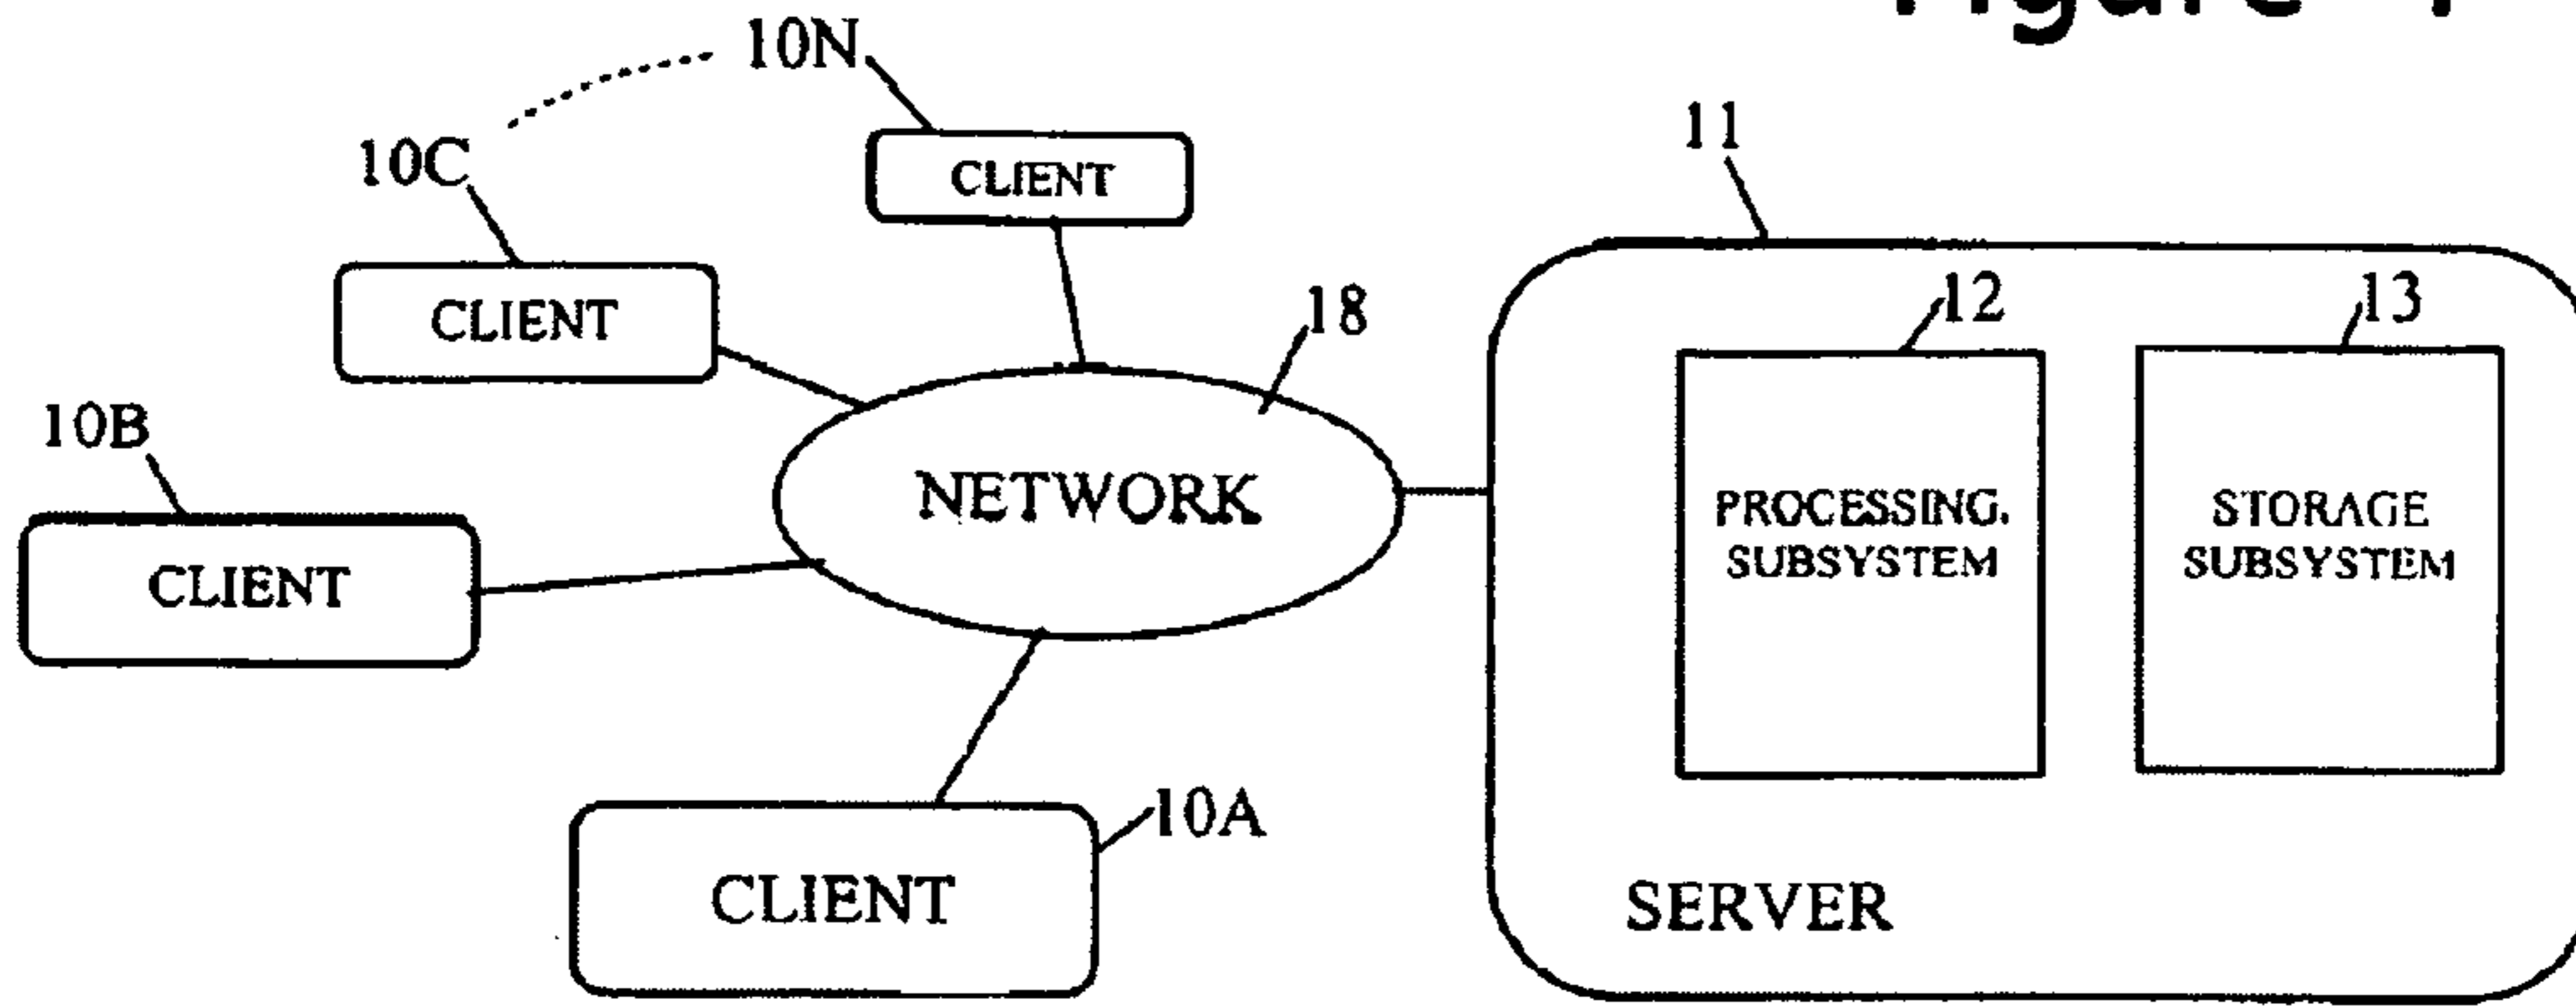 10N
10C
CLIENT
11
CLIENT
12
13
18
10B
NETWORK
PROCESSING.
SUBSYSTEM
STORAGE
SUBSYSTEM
CLIENT
10A
CLIENT
SERVER